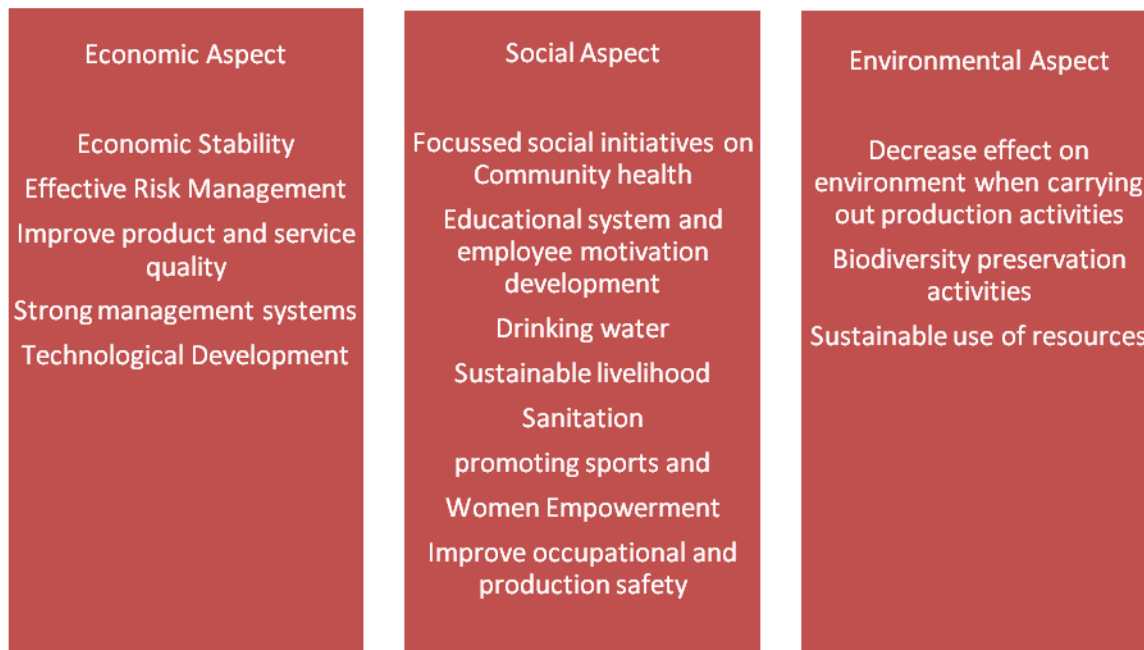 Economic Aspect
Economic Stability
Effective Risk Management
Improve product and service
quality
Strong management systems
Technological Development
Social Aspect
Focussed social initiatives on
Community health
Educational system and
employee motivation
development
Drinking water
Sustainable livelihood
Sanitation
promoting sports and
Women Empowerment
Improve occupational and
production safety
Environmental Aspect
Decrease effect on
environment when carrying
out production activities
Biodiversity preservation
activities
Sustainable use of resources